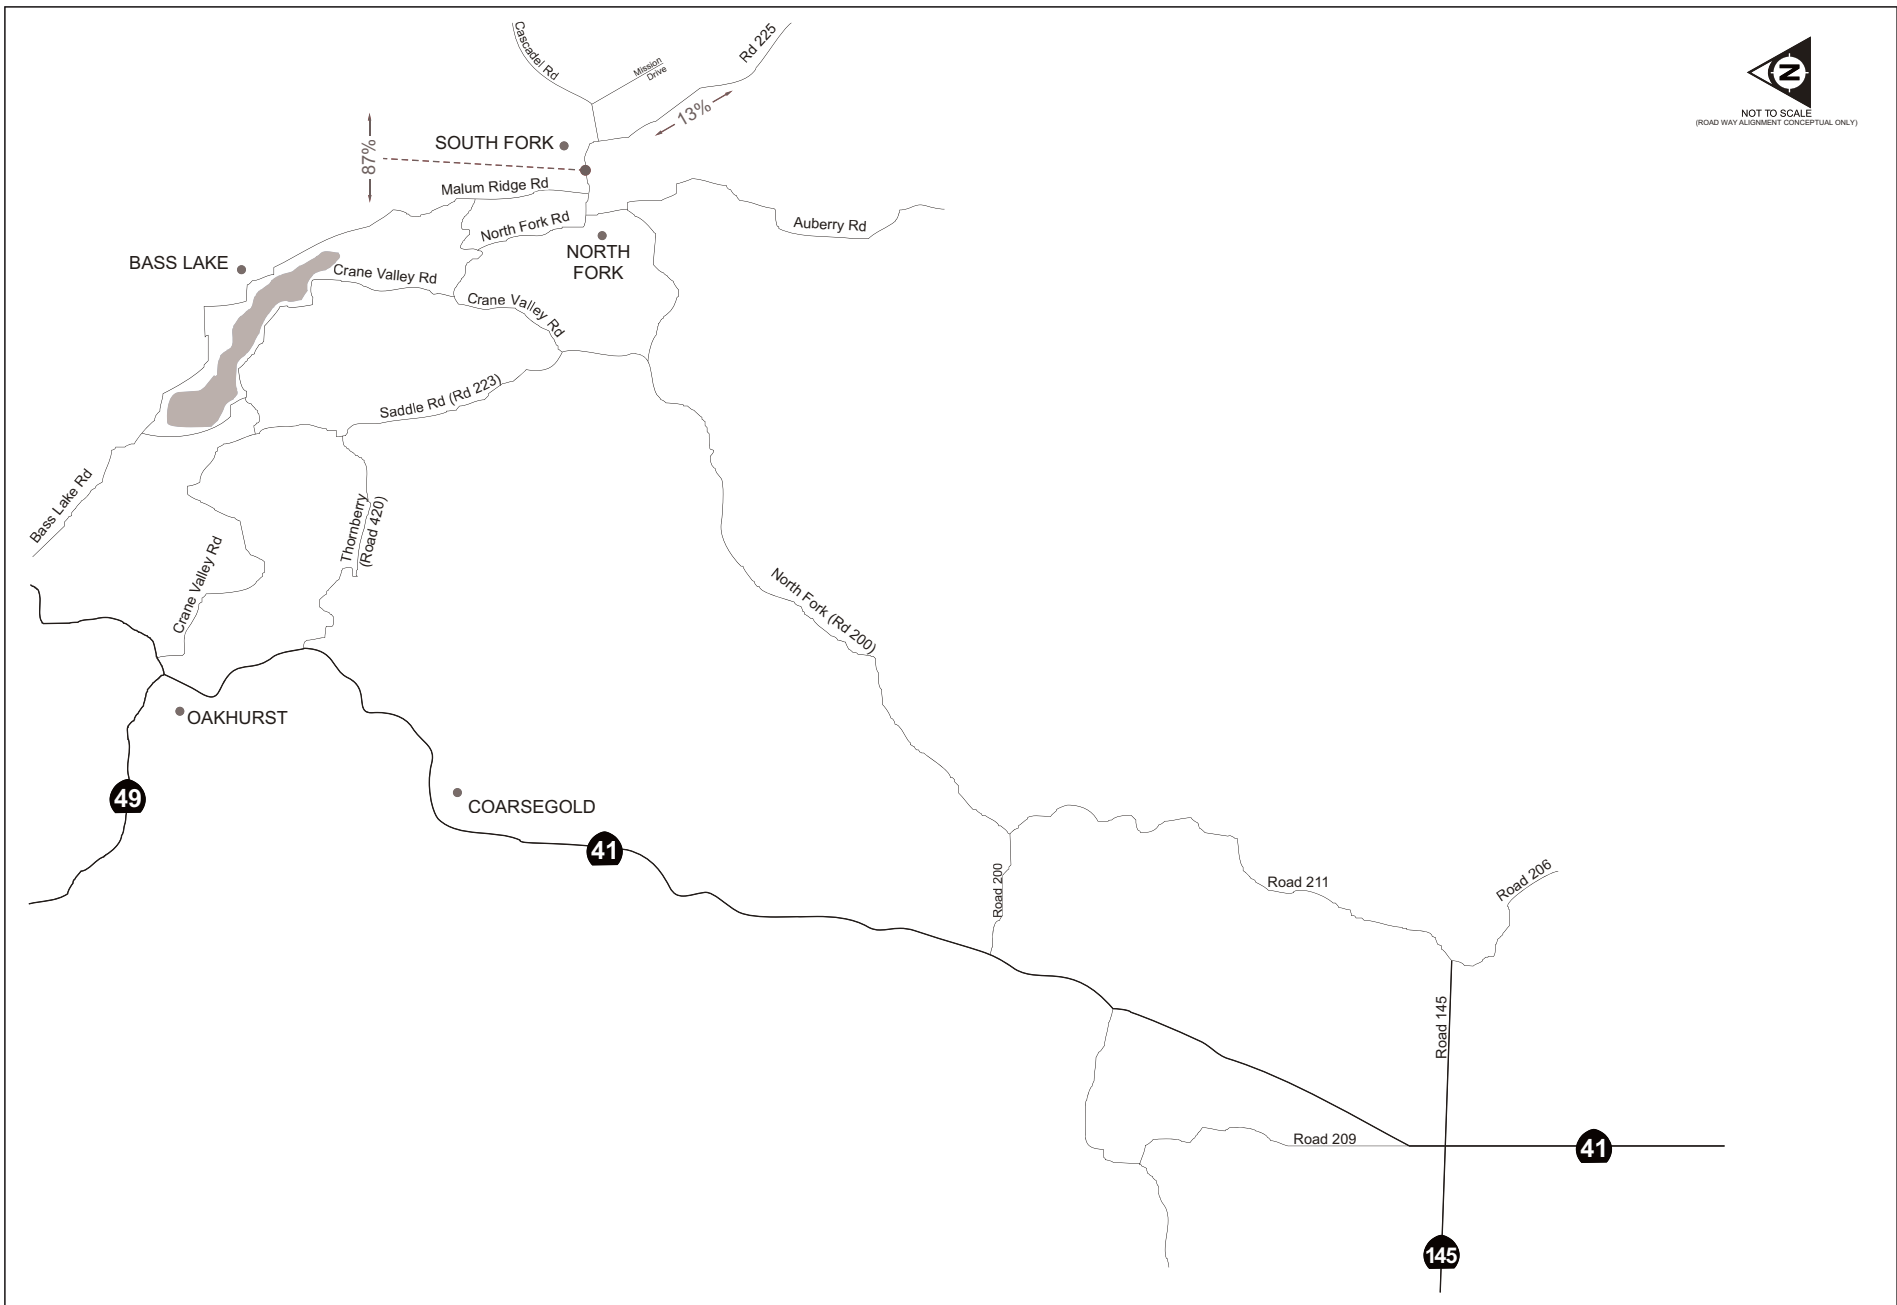 Cascadel Rd
Mission
Drive
Rd 225
N
NOT TO SCALE
(ROAD WAY ALIGNMENT CONCEPTUAL ONLY)
13%
87%
SOUTH FORK
Malum Ridge Rd
North Fork Rd
Auberry Rd
NORTH
FORK
BASS LAKE
Crane Valley Rd
Crane Valley Rd
Saddle Rd (Rd 223)
Bass Lake Rd
Thornberry
(Road 420)
Crane Valley Rd
North Fork (Rd 200)
OAKHURST
49
COARSEGOLD
41
Road 200
Road 211
Road 206
Road 145
Road 209
41
145